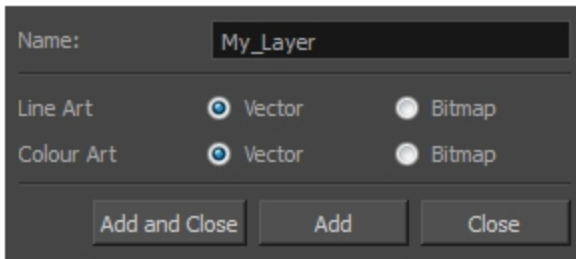 Name: My_Layer
Line Art Vector Bitmap
Colour Art Vector Bitmap
Add and Close Add Close